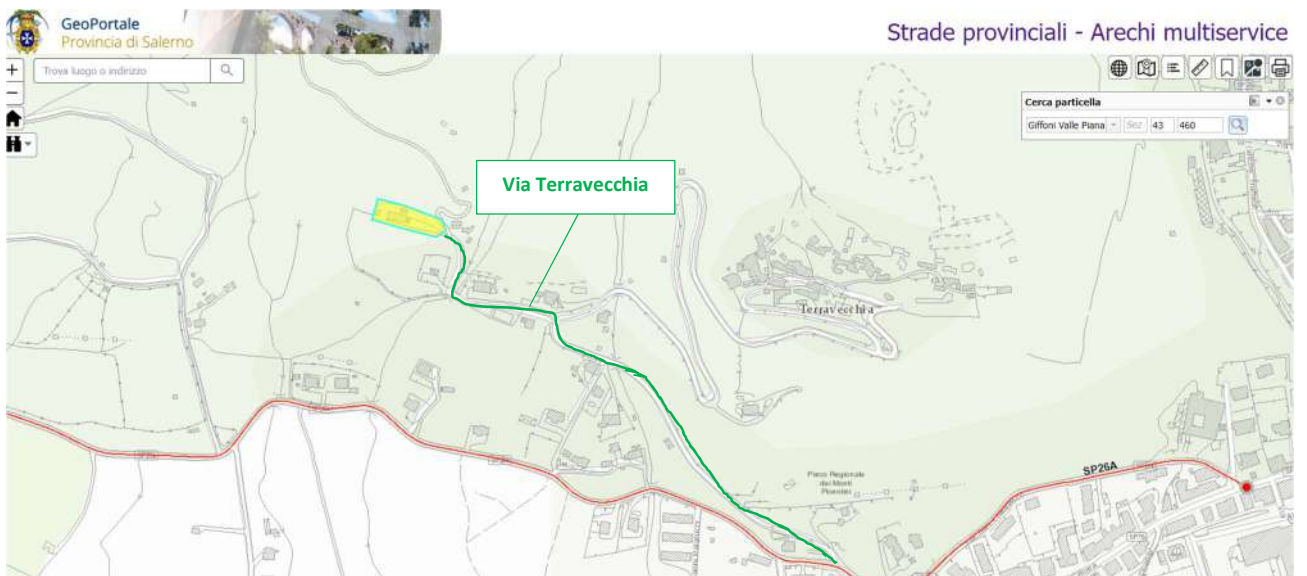 GeoPortale
Provincia di Salerno
Strade provinciali - Arechi multiservice
+
Trova luogo o indirizzo
−
Cerca particella
Giffoni Valle Piana Sez 43 460
Via Terravecchia
Terravecchia
SP26A
Parco Regionale
dei Monti
Picentini